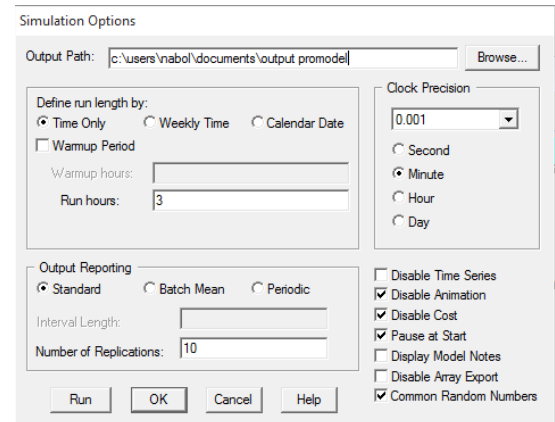 Simulation Options
Output Path: c:\users\nabol\documents\output promodel Browse...
Define run length by:
Time Only Weekly Time Calendar Date
Warmup Period
Warmup hours:
Run hours: 3
Clock Precision
0.001
Second
Minute
Hour
Day
Output Reporting
Standard Batch Mean Periodic
Interval Length:
Number of Replications: 10
Disable Time Series
Disable Animation
Disable Cost
Pause at Start
Display Model Notes
Disable Array Export
Common Random Numbers
Run OK Cancel Help